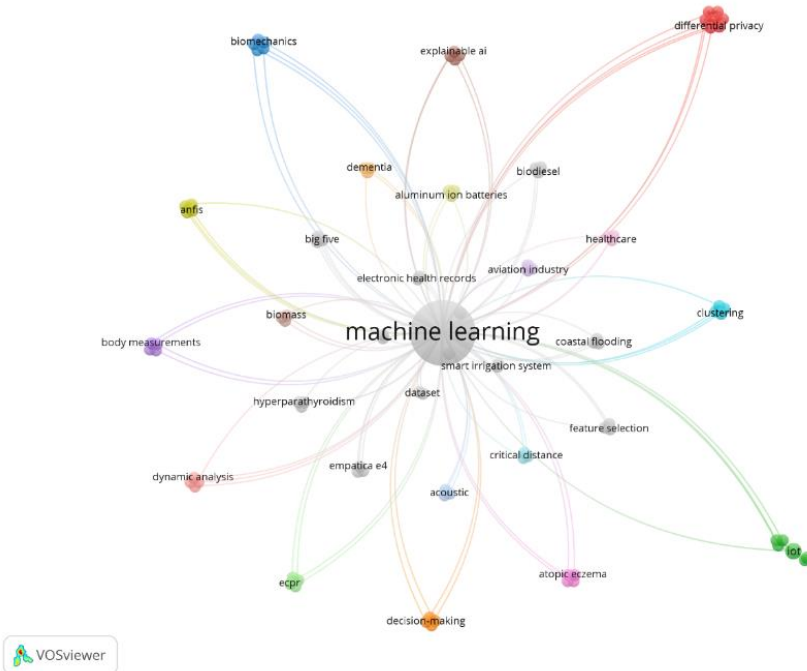 differential privacy
biomechanics
explainable ai
dementia
biodiesel
aluminum ion batteries
anfis
big five
healthcare
aviation industry
electronic health records
clustering
biomass
machine learning
body measurements
coastal flooding
smart irrigation system
dataset
hyperparathyroidism
feature selection
critical distance
empatica e4
dynamic analysis
acoustic
iot
atopic eczema
ecpr
decision-making
VOSviewer